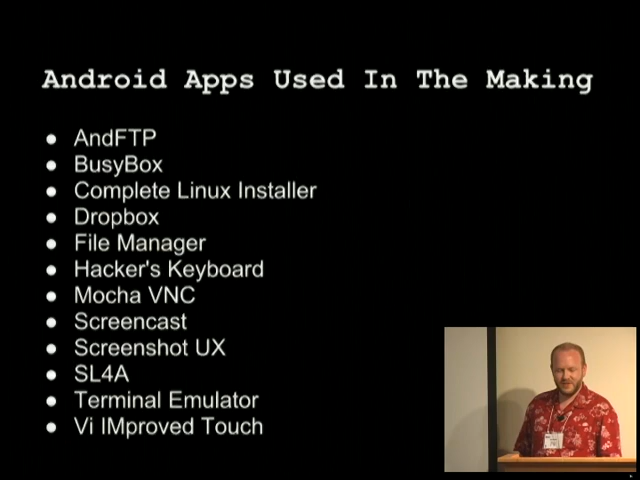 Android Apps Used In The Making
● AndFTP
● BusyBox
● Complete Linux Installer
● Dropbox
● File Manager
● Hacker's Keyboard
● Mocha VNC
● Screencast
● Screenshot UX
● SL4A
● Terminal Emulator
● Vi IMproved Touch